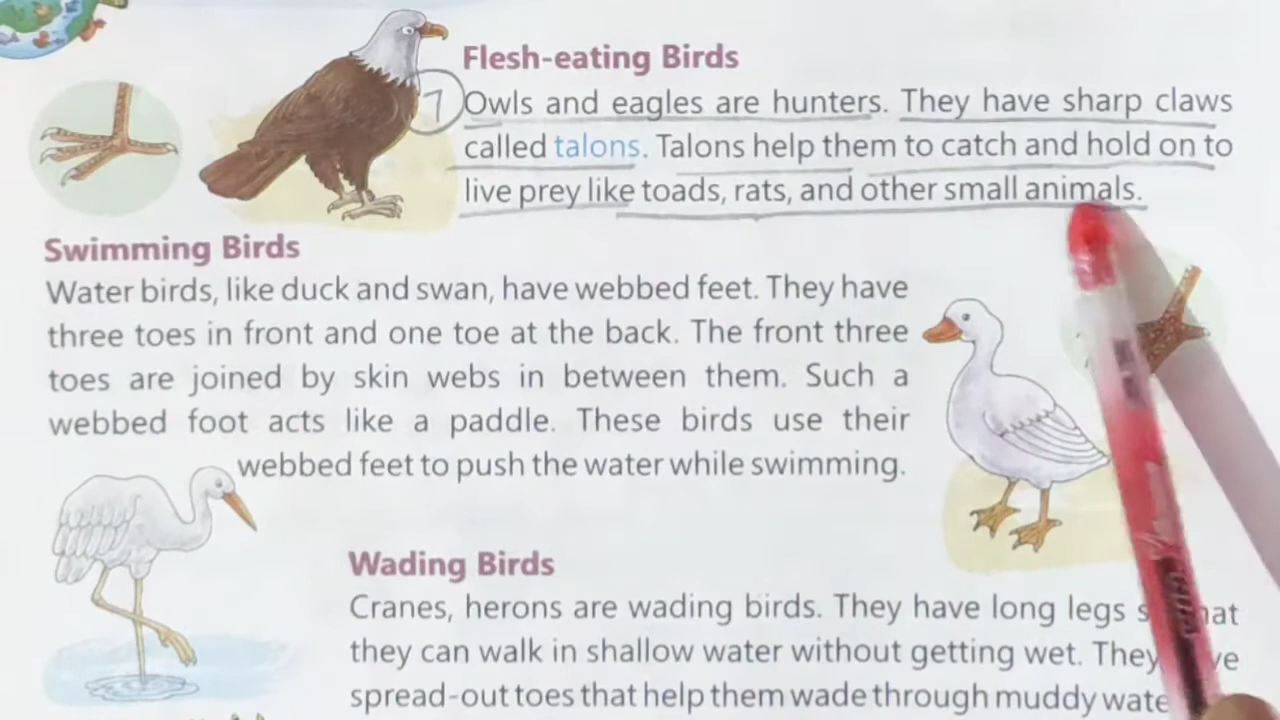 Flesh-eating Birds
7 Owls and eagles are hunters. They have sharp claws
called talons. Talons help them to catch and hold on to
live prey like toads, rats, and other small animals.
Swimming Birds
Water birds, like duck and swan, have webbed feet. They have
three toes in front and one toe at the back. The front three
toes are joined by skin webs in between them. Such a
webbed foot acts like a paddle. These birds use their
webbed feet to push the water while swimming.
Wading Birds
Cranes, herons are wading birds. They have long legs
they can walk in shallow water without getting wet. They
spread-out toes that help them wade through muddy